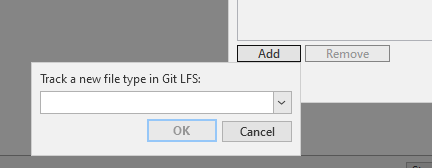 Add
Remove
Track a new file type in Git LFS:
OK
Cancel